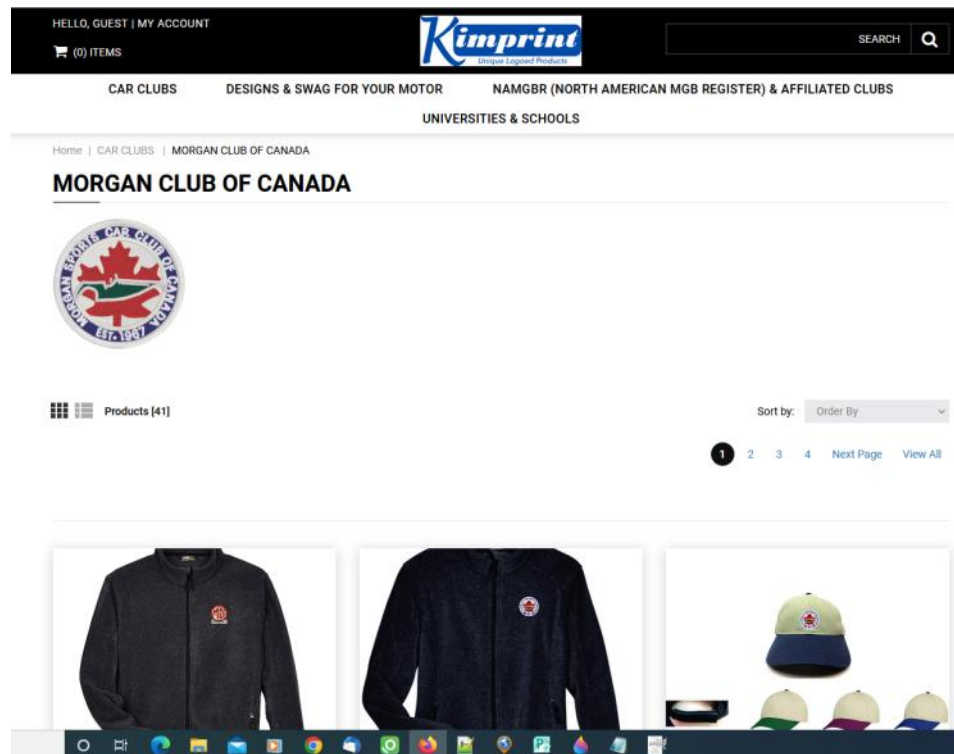 HELLO, GUEST | MY ACCOUNT
(0) ITEMS
Kimprint
Unique Logoed Products
SEARCH
CAR CLUBS DESIGNS & SWAG FOR YOUR MOTOR NAMGBR (NORTH AMERICAN MGB REGISTER) & AFFILIATED CLUBS
UNIVERSITIES & SCHOOLS
Home | CAR CLUBS | MORGAN CLUB OF CANADA
MORGAN CLUB OF CANADA
MORGAN SPORTS CAR CLUB OF CANADA
EST. 1967
Products [41]
Sort by: Order By
1 2 3 4 Next Page View All